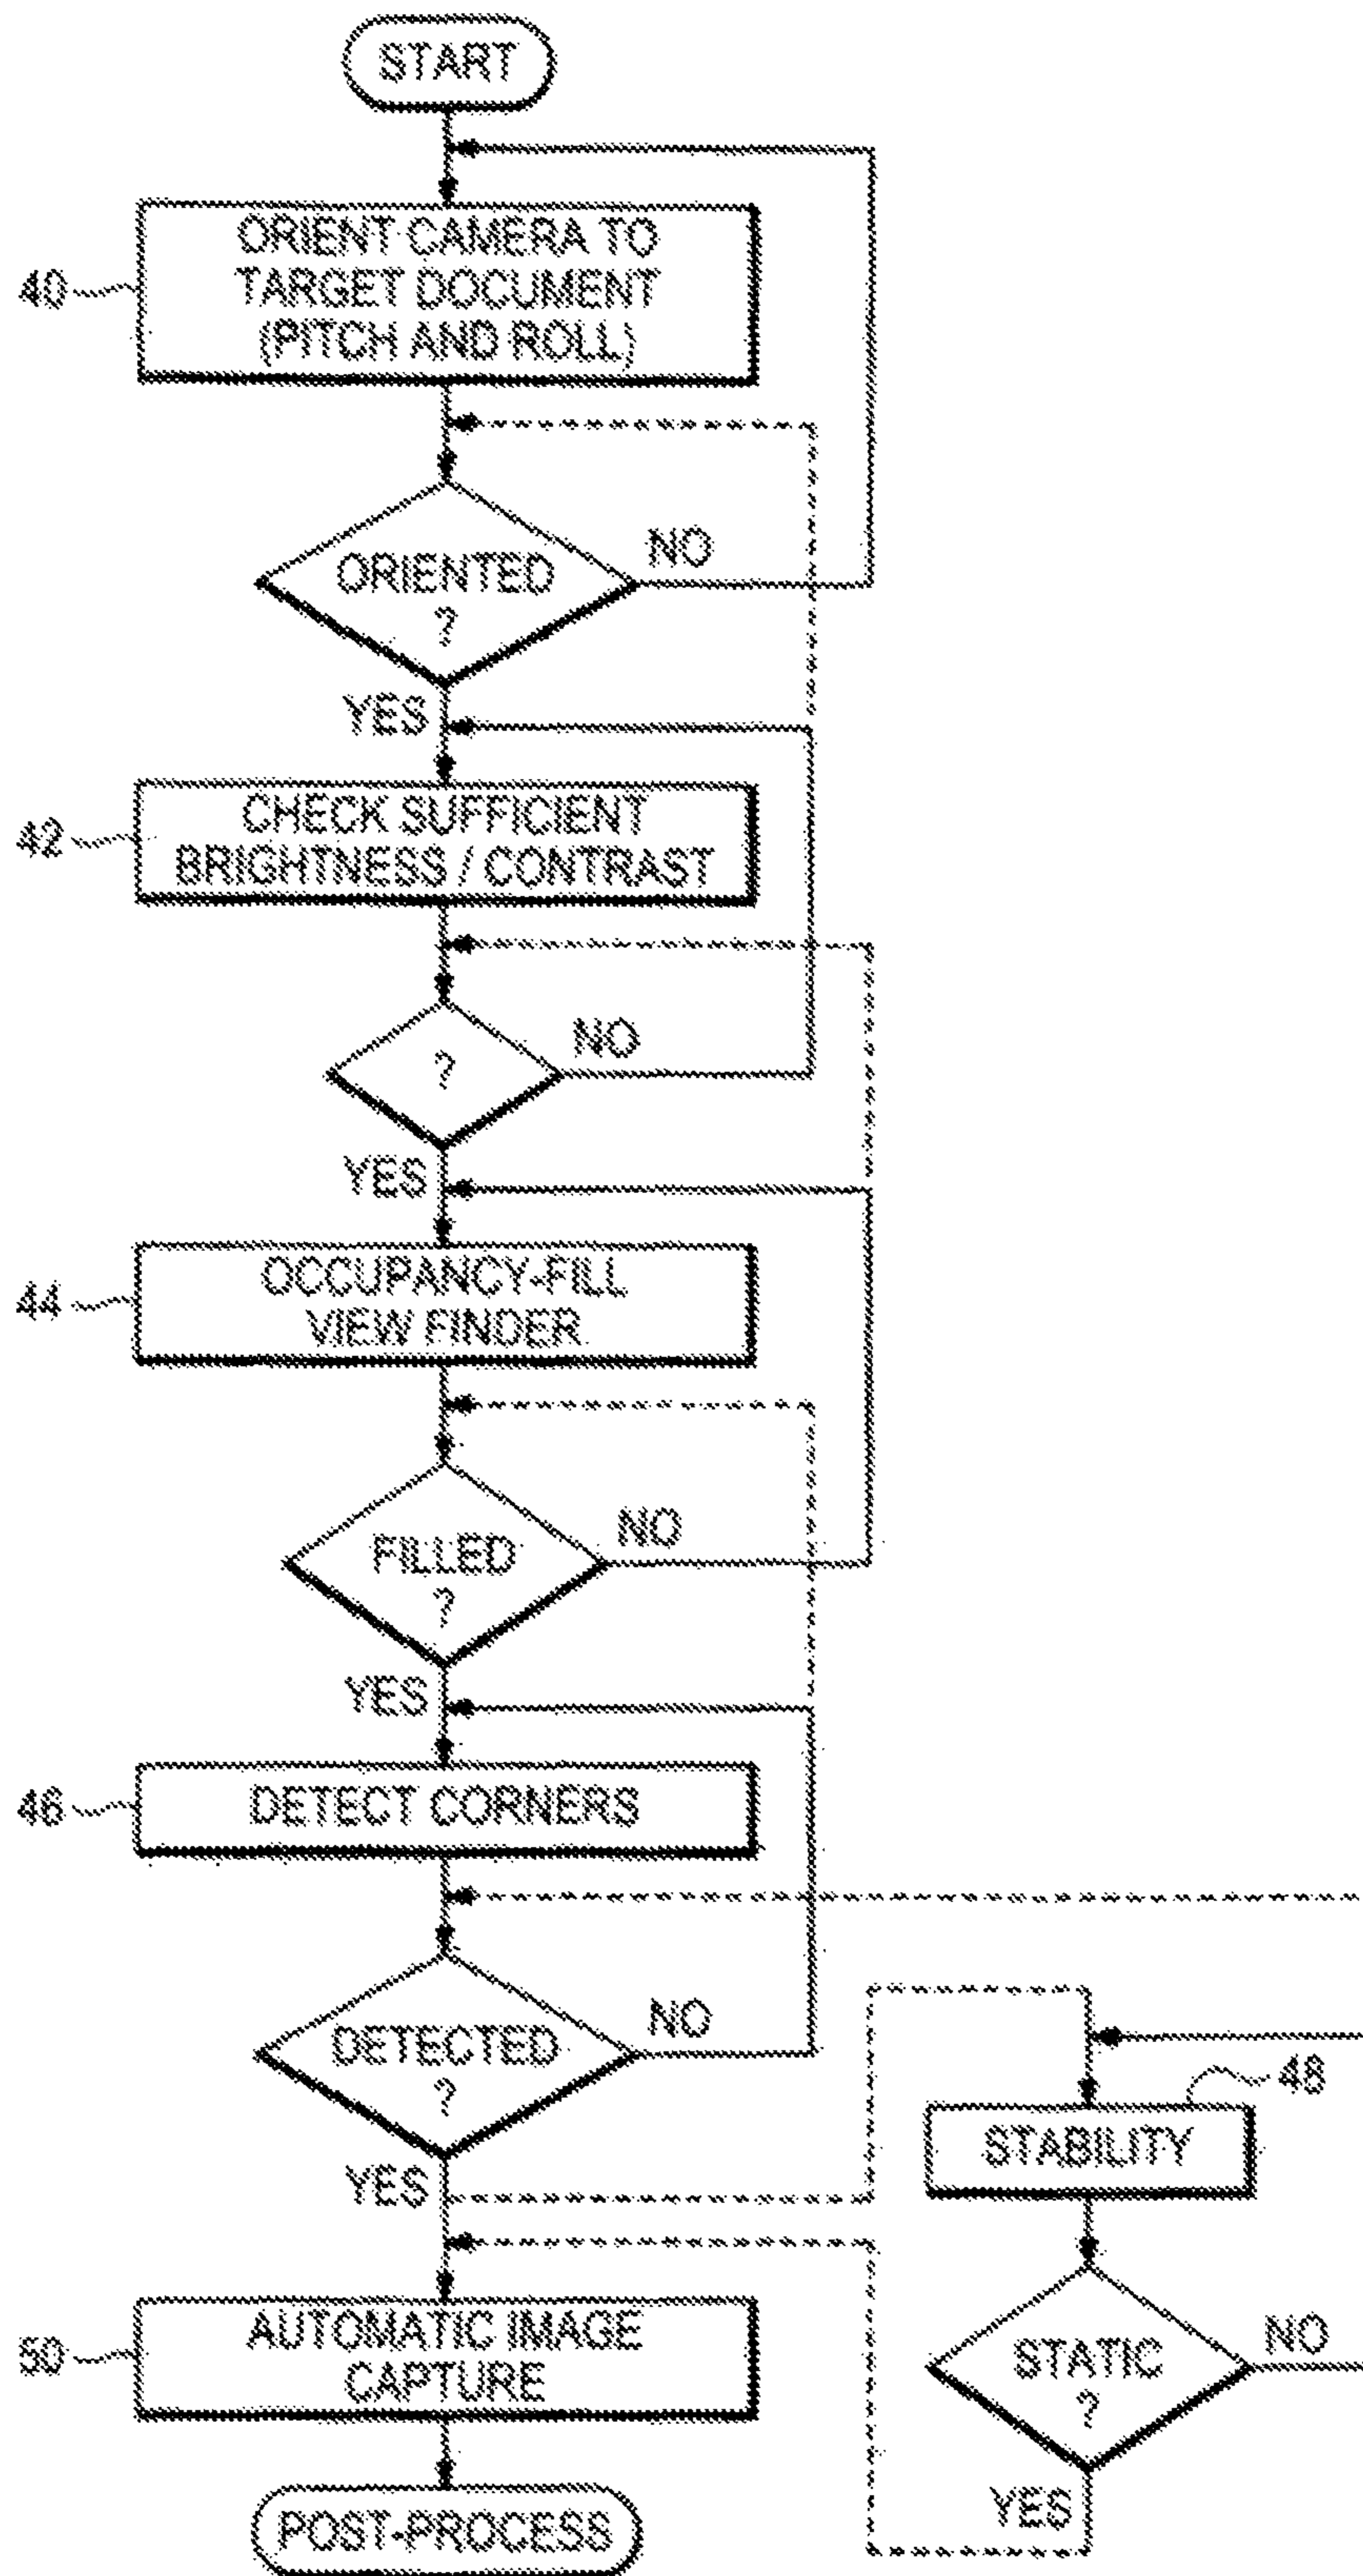 START
40
ORIENT CAMERA TO
TARGET DOCUMENT
(PITCH AND ROLL)
ORIENTED
?
NO
YES
42
CHECK SUFFICIENT
BRIGHTNESS / CONTRAST
?
NO
YES
44
OCCUPANCY-FILL
VIEW FINDER
FILLED
?
NO
YES
46
DETECT CORNERS
DETECTED
?
NO
YES
48
STABILITY
STATIC
?
NO
YES
50
AUTOMATIC IMAGE
CAPTURE
POST-PROCESS